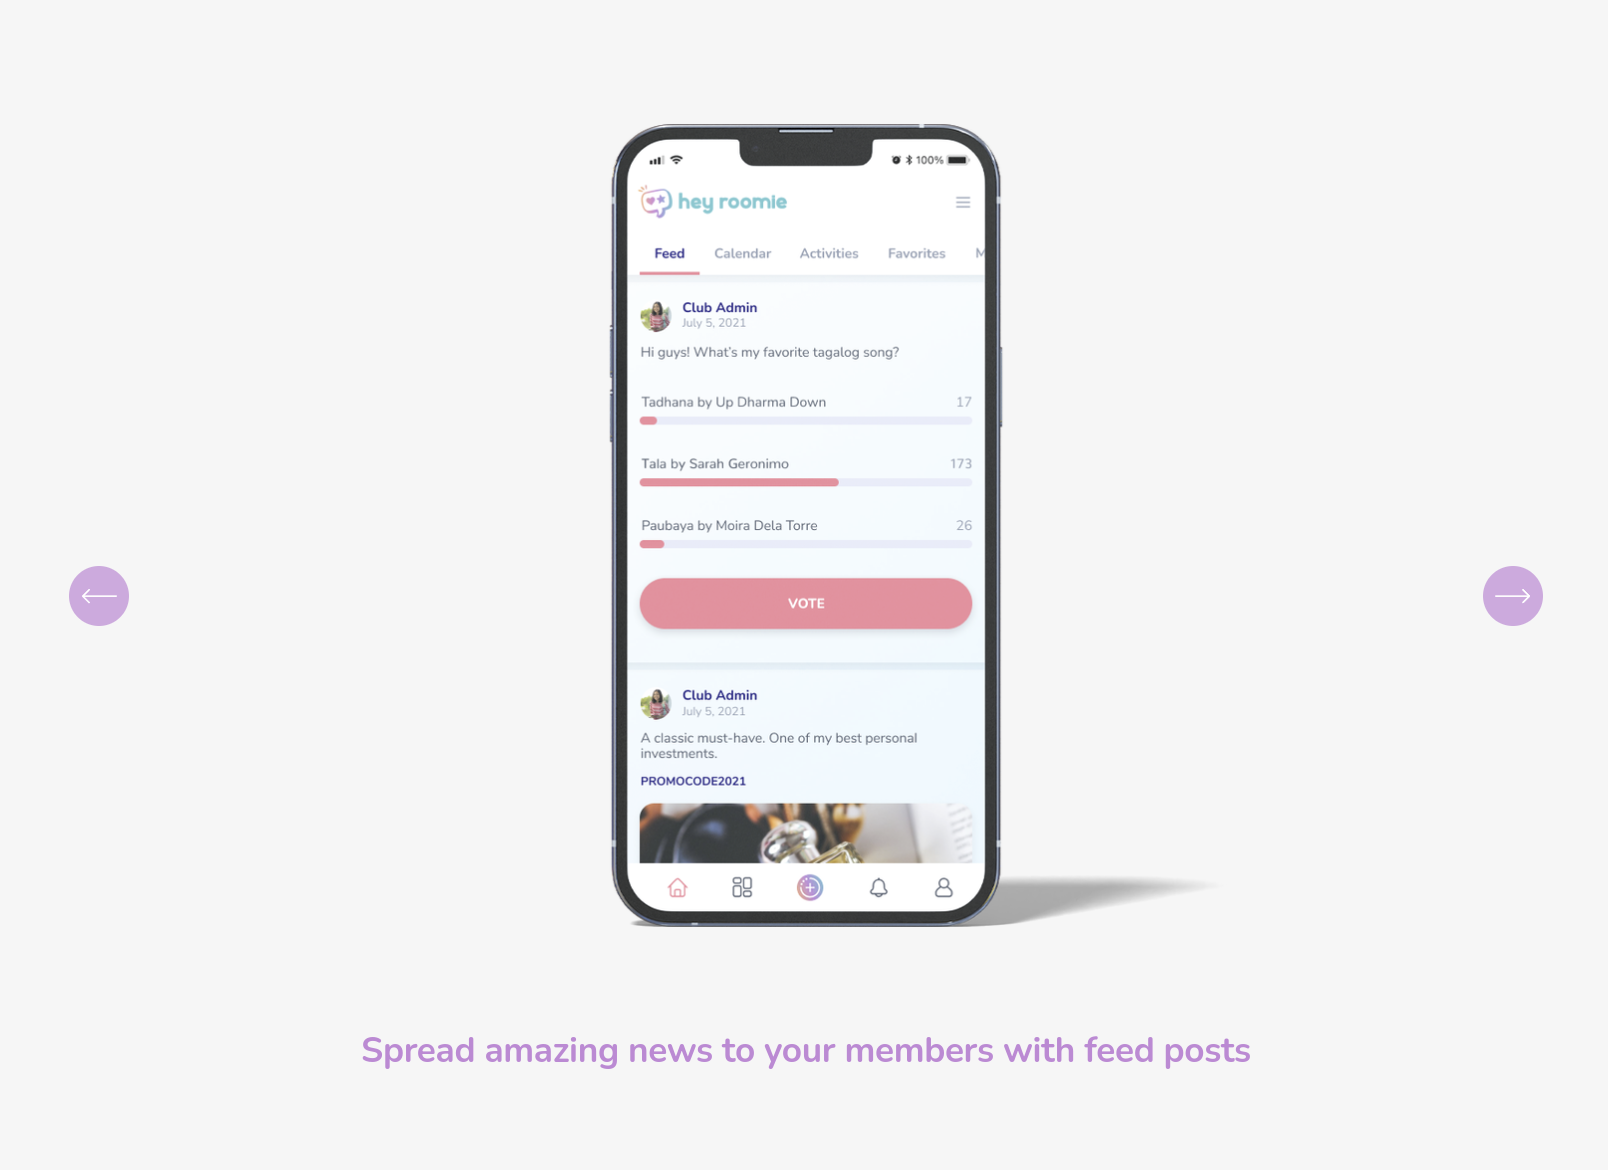 100%
hey roomie
Feed Calendar Activities Favorites M
Club Admin
July 5, 2021
Hi guys! What's my favorite tagalog song?
Tadhana by Up Dharma Down 17
Tala by Sarah Geronimo 173
Paubaya by Moira Dela Torre 26
VOTE
Club Admin
July 5, 2021
A classic must-have. One of my best personal
investments.
PROMOCODE2021
Spread amazing news to your members with feed posts